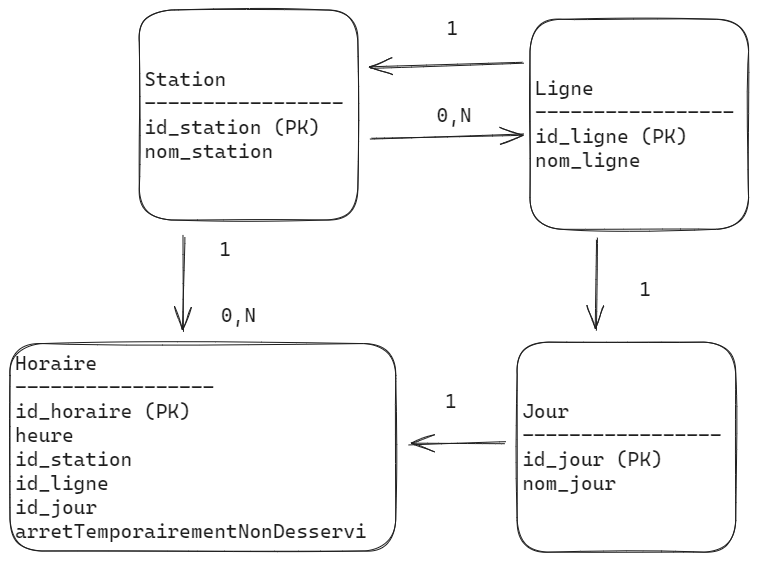 Station
-----------------
id_station (PK)
nom_station
1
0,N
Ligne
-----------------
id_ligne (PK)
nom_ligne
1
0,N
1
Horaire
-----------------
id_horaire (PK)
heure
id_station
id_ligne
id_jour
arretTemporairementNonDesservi
1
Jour
-----------------
id_jour (PK)
nom_jour